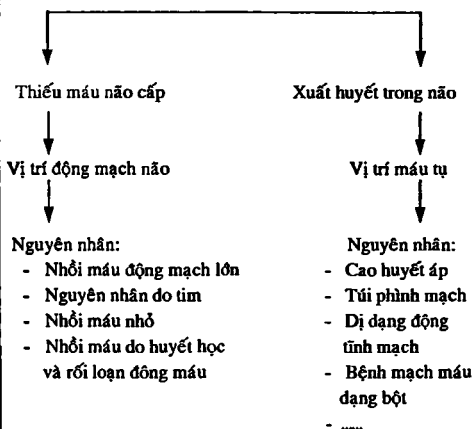 Thiếu máu não cấp
Vị trí động mạch não
Nguyên nhân:
- Nhồi máu động mạch lớn
- Nguyên nhân do tim
- Nhồi máu nhỏ
- Nhồi máu do huyết học
và rối loạn đông máu
Xuất huyết trong não
Vị trí máu tụ
Nguyên nhân:
- Cao huyết áp
- Túi phình mạch
- Dị dạng động
tĩnh mạch
- Bệnh mạch máu
dạng bột
- .....